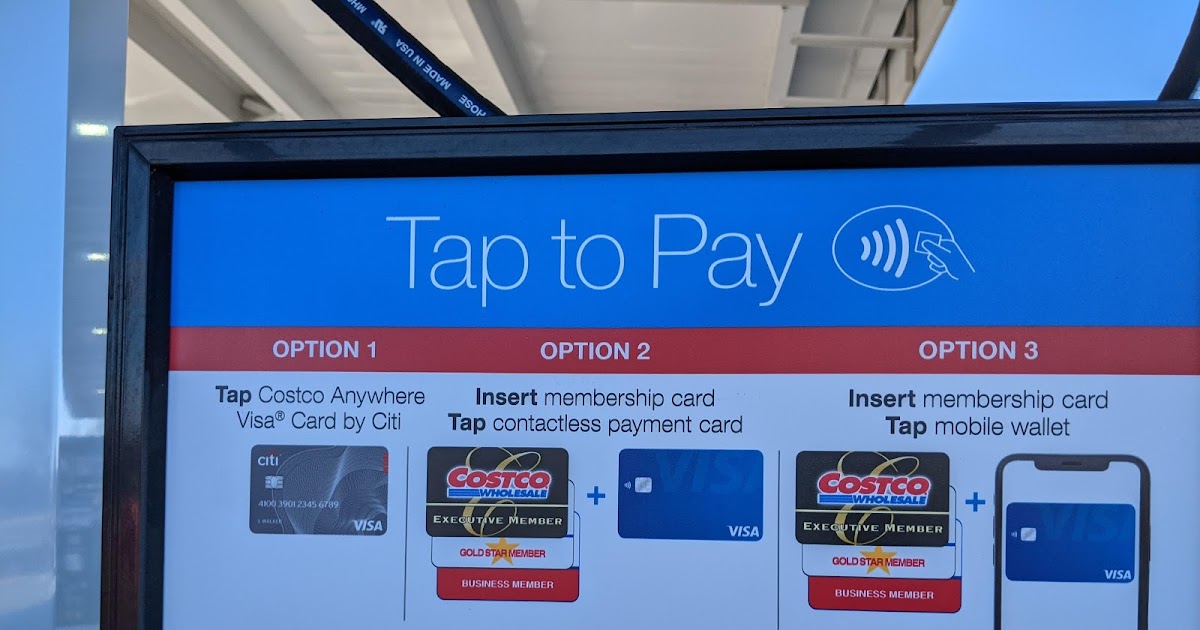 MHI
MADE IN USA
HOSE
Tap to Pay
OPTION 1
OPTION 2
OPTION 3
Tap Costco Anywhere
Visa® Card by Citi
Insert membership card
Tap contactless payment card
Insert membership card
Tap mobile wallet
citi
4100 3901 2345 6789
L WALKER
VISA
COSTCO
WHOLESALE
EXECUTIVE MEMBER
GOLD STAR MEMBER
BUSINESS MEMBER
+
VISA
VISA
COSTCO
WHOLESALE
EXECUTIVE MEMBER
GOLD STAR MEMBER
BUSINESS MEMBER
+
VISA
VISA